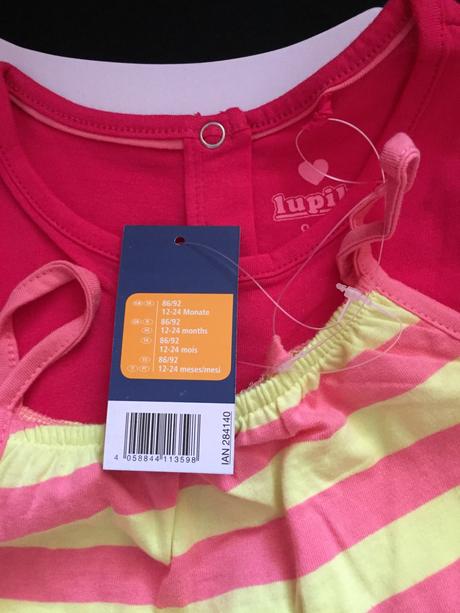 lupil
86/92
12-24 Monate
86/92
12-24 months
86/92
12-24 mois
86/92
12-24 meses/mesi
4 058844 113598
IAN 284140